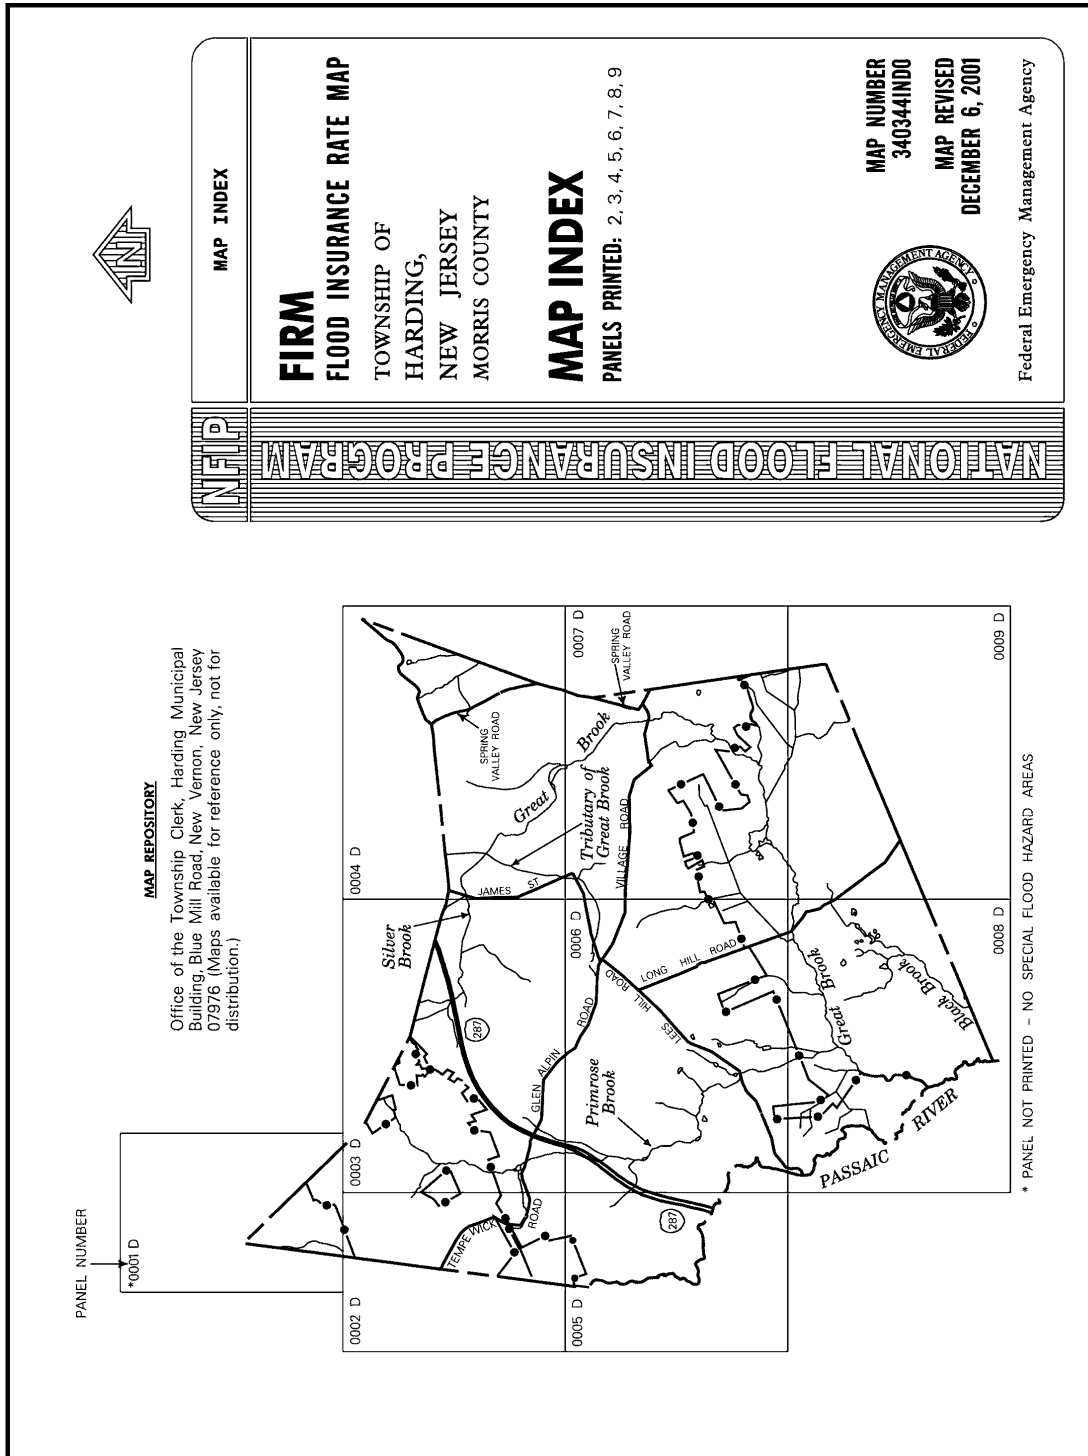 PANEL NUMBER
*0001 D
MAP REPOSITORY
Office of the Township Clerk, Harding Municipal
Building, Blue Mill Road, New Vernon, New Jersey
07976 (Maps available for reference only, not for
distribution.)
0002 D
0003 D
0004 D
TEMPE WICK
ROAD
GLEN ALPIN
ROAD
287
Silver
Brook
JAMES ST
SPRING
VALLEY ROAD
Great
Brook
Tributary of
Great Brook
0005 D
0006 D
0007 D
287
Primrose
Brook
LEES
HILL
ROAD
LONG HILL ROAD
VILLAGE ROAD
SPRING
VALLEY ROAD
PASSAIC
RIVER
Great Brook
Black Brook
0008 D
0009 D
* PANEL NOT PRINTED – NO SPECIAL FLOOD HAZARD AREAS
INT
NFIP
MAP INDEX
NATIONAL FLOOD INSURANCE PROGRAM
FIRM
FLOOD INSURANCE RATE MAP
TOWNSHIP OF
HARDING,
NEW JERSEY
MORRIS COUNTY
MAP INDEX
PANELS PRINTED: 2, 3, 4, 5, 6, 7, 8, 9
MAP NUMBER
340344IND0
MAP REVISED
DECEMBER 6, 2001
FEDERAL EMERGENCY MANAGEMENT AGENCY
Federal Emergency Management Agency